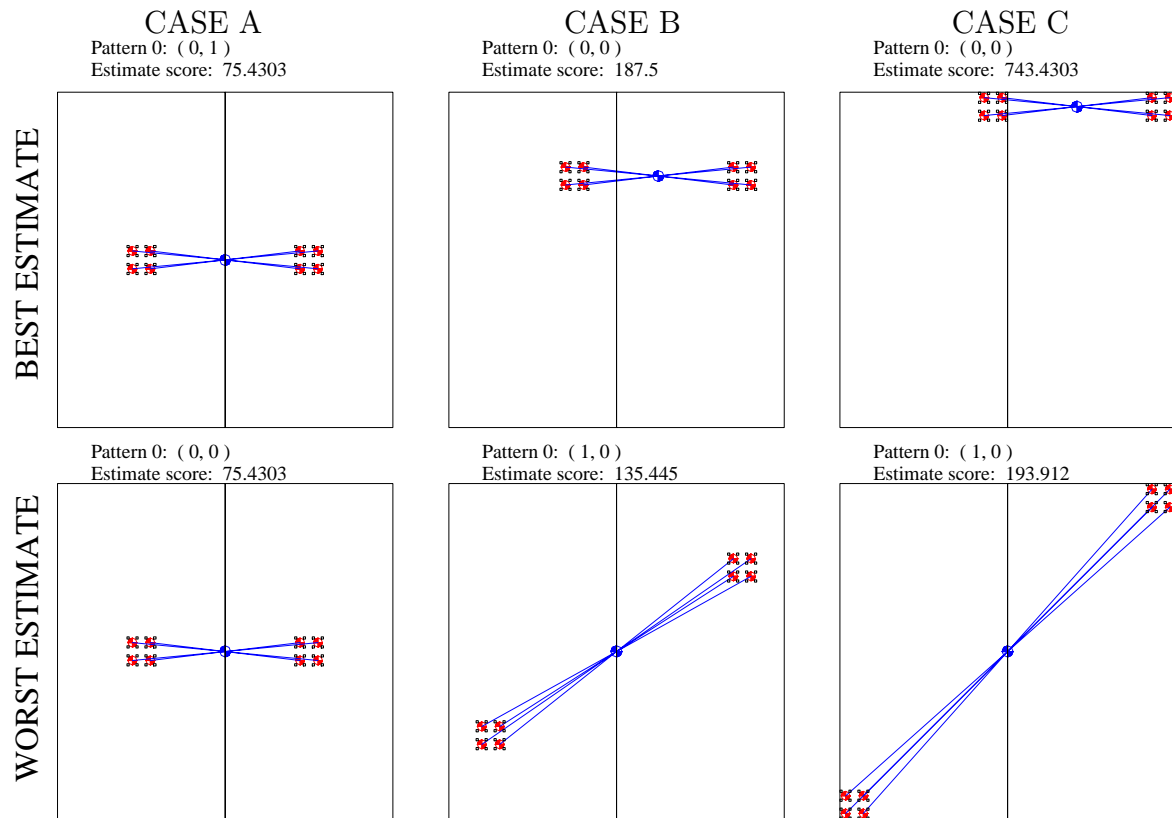 CASE A
CASE B
CASE C
Pattern 0: ( 0, 1 )
Estimate score: 75.4303
Pattern 0: ( 0, 0 )
Estimate score: 187.5
Pattern 0: ( 0, 0 )
Estimate score: 743.4303
BEST ESTIMATE
Pattern 0: ( 0, 0 )
Estimate score: 75.4303
Pattern 0: ( 1, 0 )
Estimate score: 135.445
Pattern 0: ( 1, 0 )
Estimate score: 193.912
WORST ESTIMATE